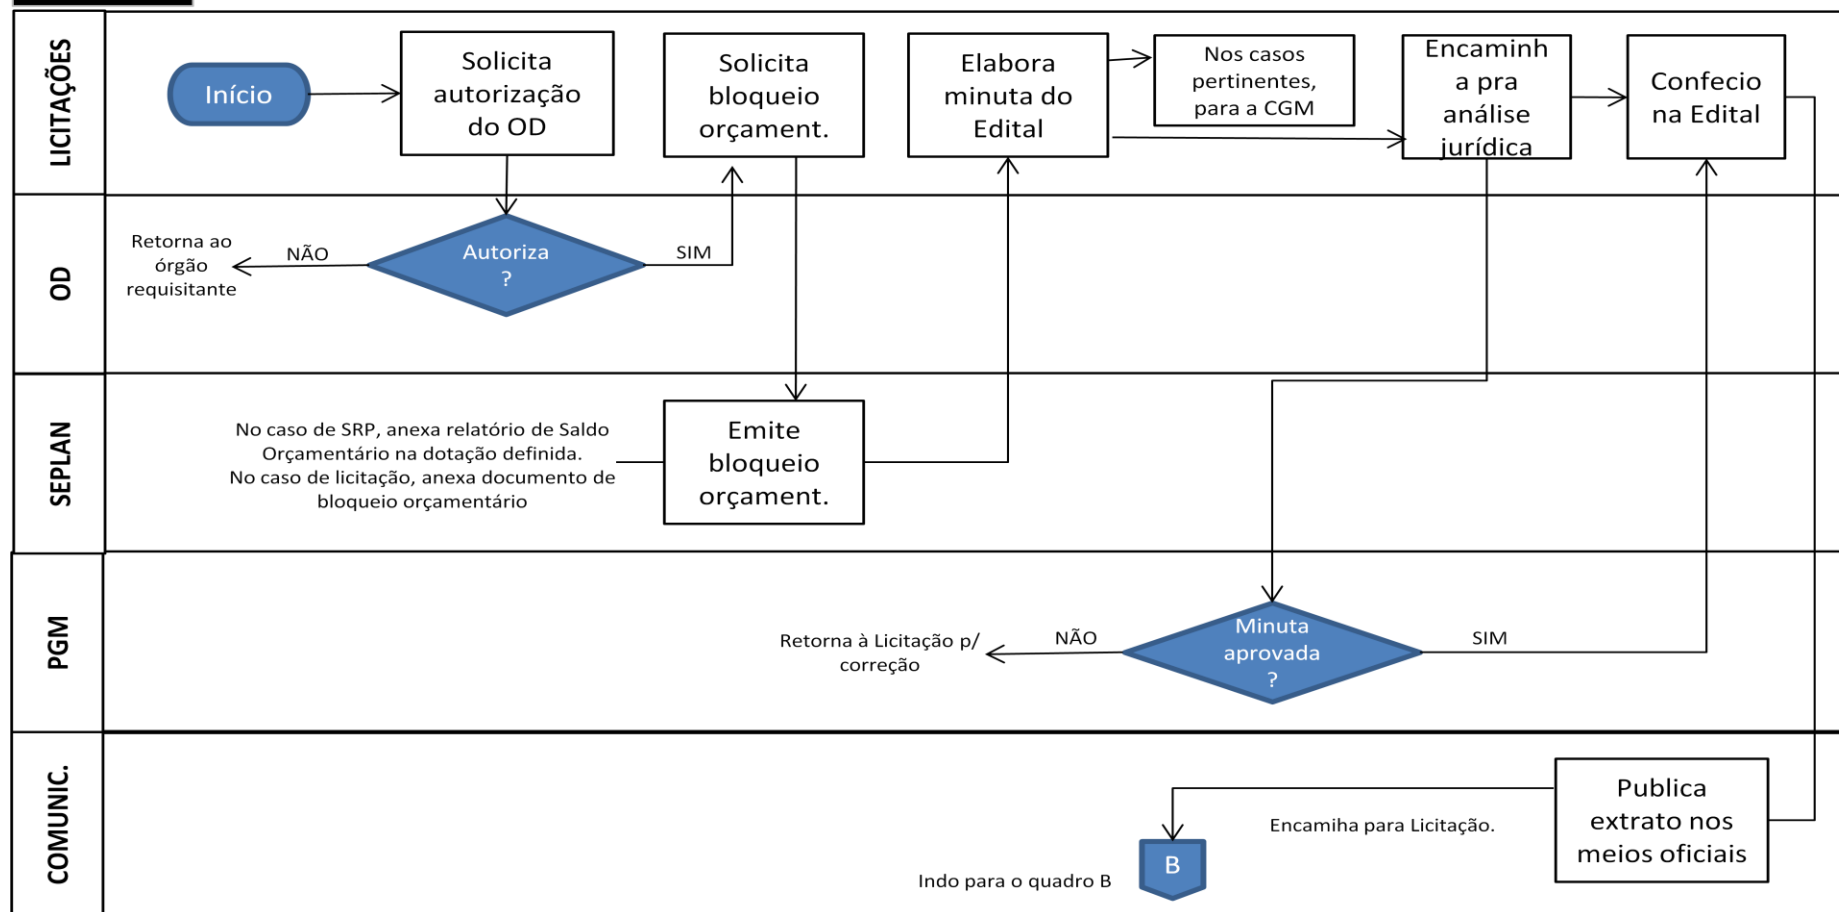 LICITAÇÕES
Início
Solicita
autorização
do OD
Solicita
bloqueio
orçament.
Elabora
minuta do
Edital
Nos casos
pertinentes,
para a CGM
Encaminh
a pra
análise
jurídica
Confecio
na Edital
OD
Retorna ao
órgão
requisitante
NÃO
Autoriza
?
SIM
SEPLAN
No caso de SRP, anexa relatório de Saldo
Orçamentário na dotação definida.
No caso de licitação, anexa documento de
bloqueio orçamentário
Emite
bloqueio
orçament.
PGM
Retorna à Licitação p/
correção
NÃO
Minuta
aprovada
?
SIM
COMUNIC.
Indo para o quadro B
B
Encamiha para Licitação.
Publica
extrato nos
meios oficiais